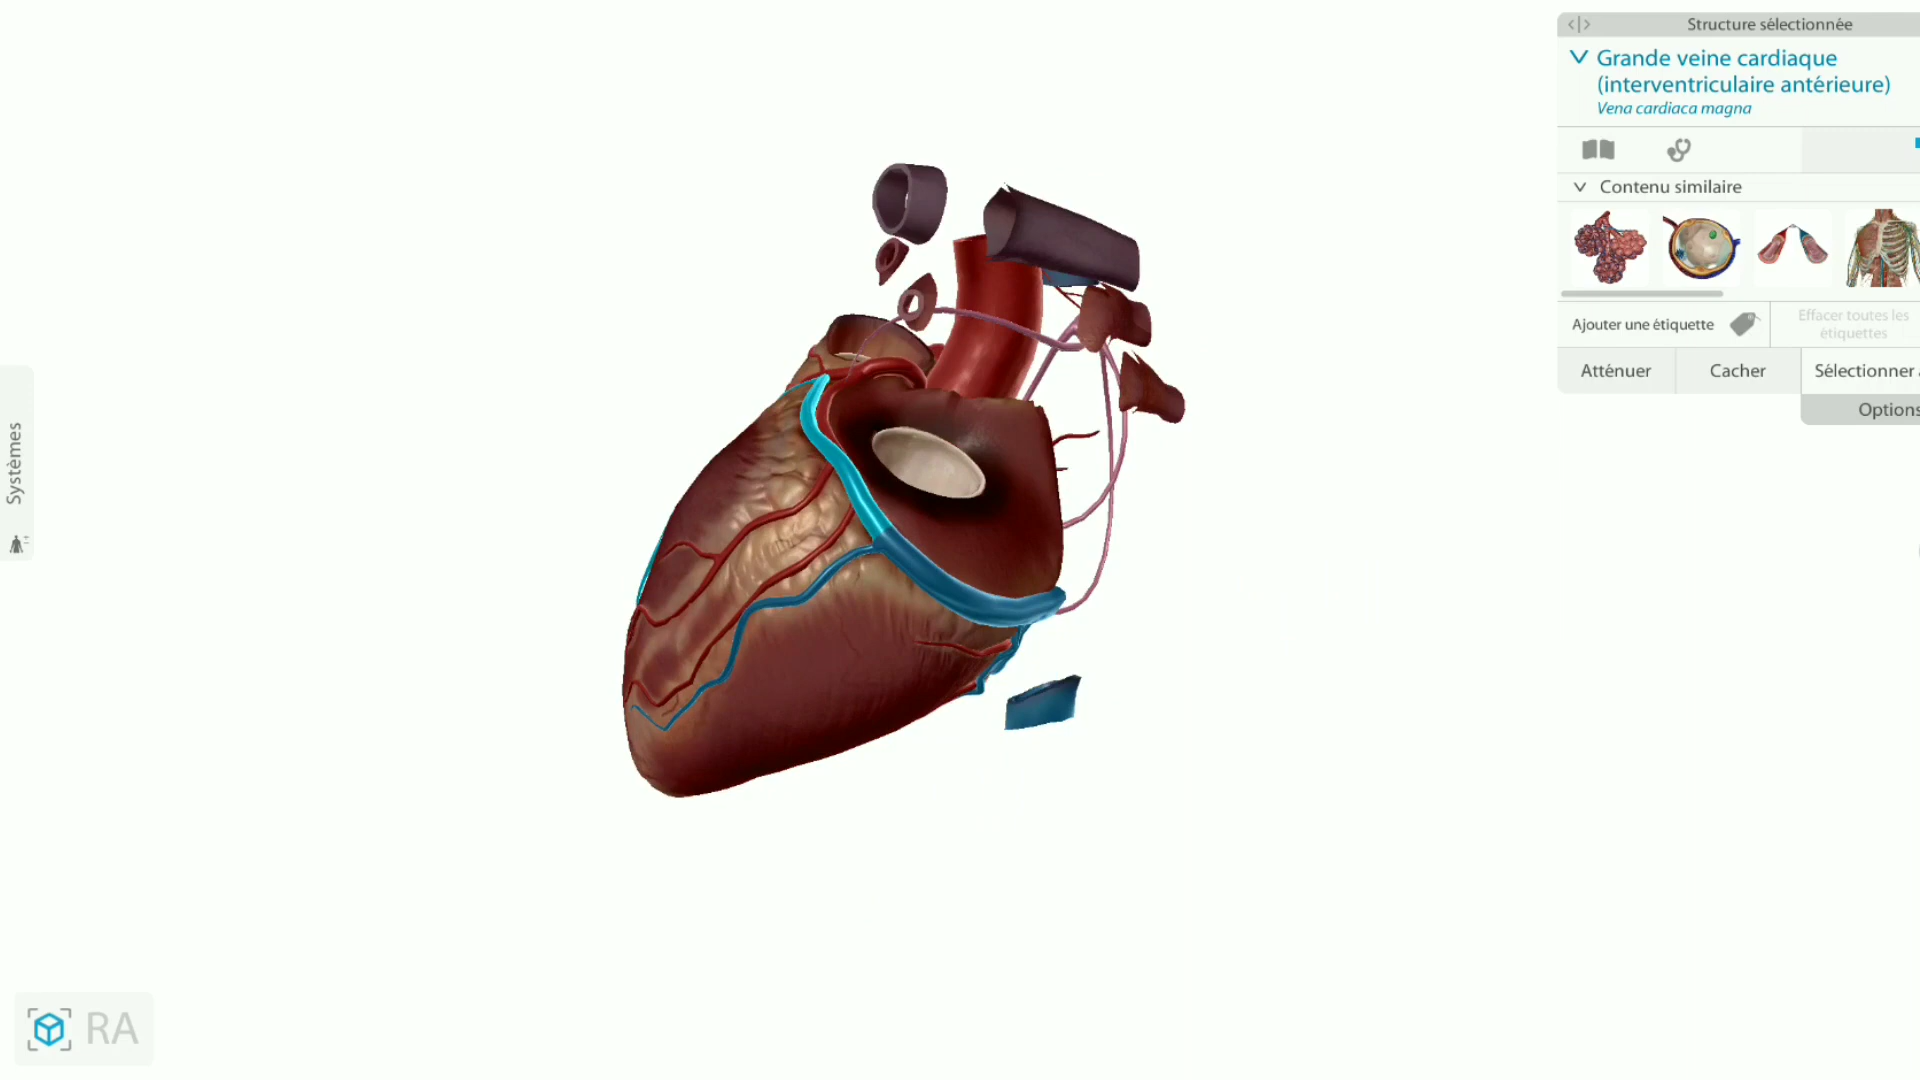 Structure sélectionnée
Grande veine cardiaque
(interventriculaire antérieure)
Vena cardiaca magna
Contenu similaire
Ajouter une étiquette
Effacer toutes les
étiquettes
Atténuer
Cacher
Sélectionner
Options
Systèmes
RA